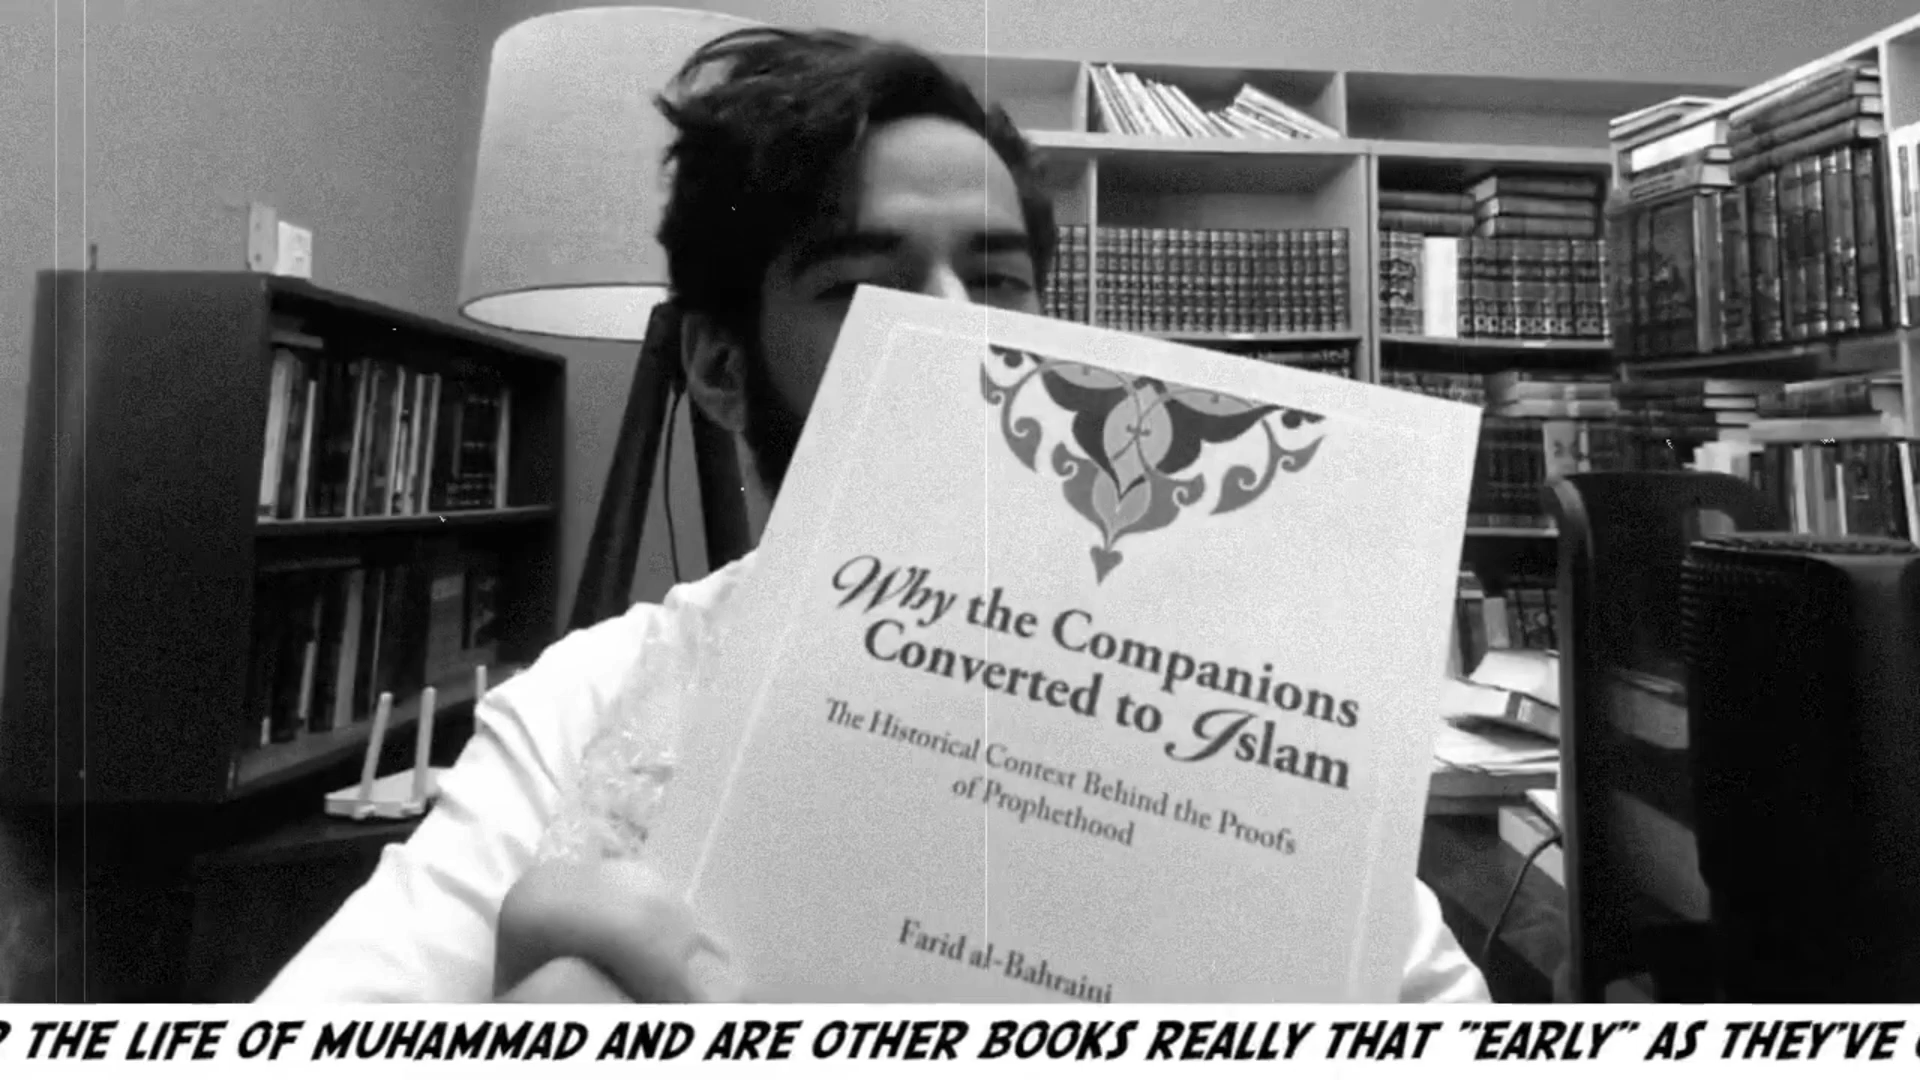 Why the Companions
Converted to Islam
The Historical Context Behind the Proofs
of Prophethood
Farid al-Bahraini
THE LIFE OF MUHAMMAD AND ARE OTHER BOOKS REALLY THAT "EARLY" AS THEY'VE